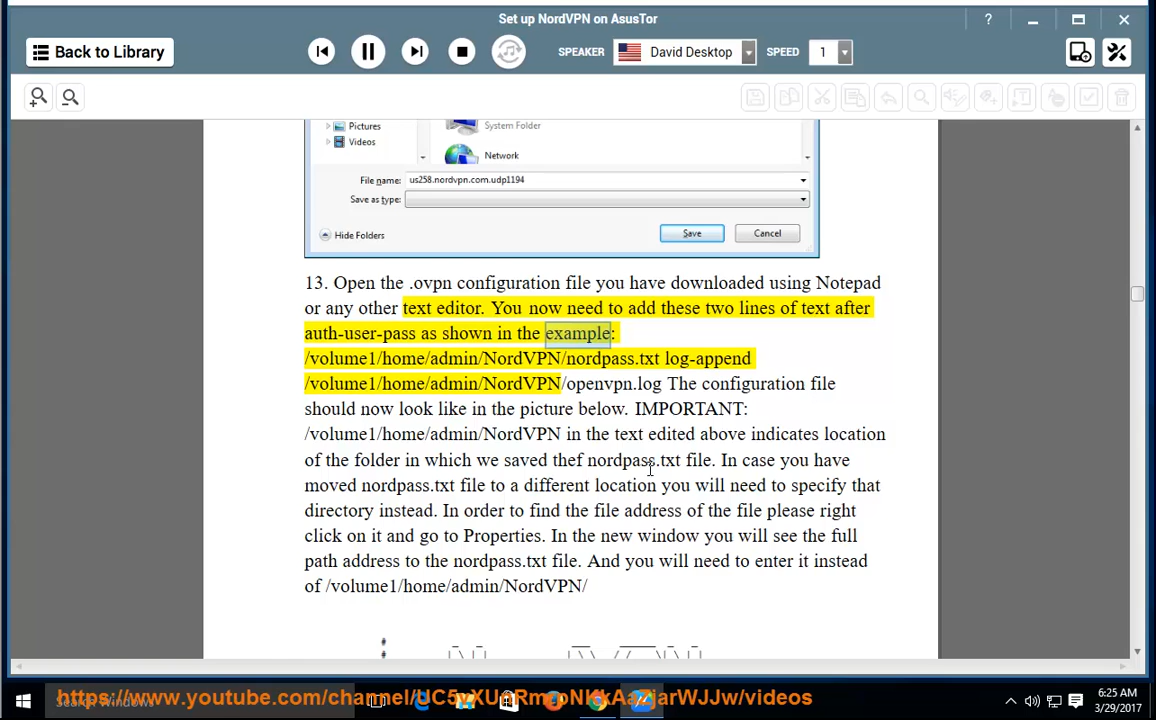 Set up NordVPN on AsusTor
Back to Library
SPEAKER
David Desktop
SPEED
1
Pictures
System Folder
Videos
Network
File name:
us258.nordvpn.com.udp1194
Save as type:
Hide Folders
Save
Cancel
13. Open the .ovpn configuration file you have downloaded using Notepad
or any other text editor. You now need to add these two lines of text after
auth-user-pass as shown in the example:
/volume1/home/admin/NordVPN/nordpass.txt log-append
/volume1/home/admin/NordVPN/openvpn.log The configuration file
should now look like in the picture below. IMPORTANT:
/volume1/home/admin/NordVPN in the text edited above indicates location
of the folder in which we saved thef nordpass.txt file. In case you have
moved nordpass.txt file to a different location you will need to specify that
directory instead. In order to find the file address of the file please right
click on it and go to Properties. In the new window you will see the full
path address to the nordpass.txt file. And you will need to enter it instead
of /volume1/home/admin/NordVPN/
#
#
6:25 AM
3/29/2017